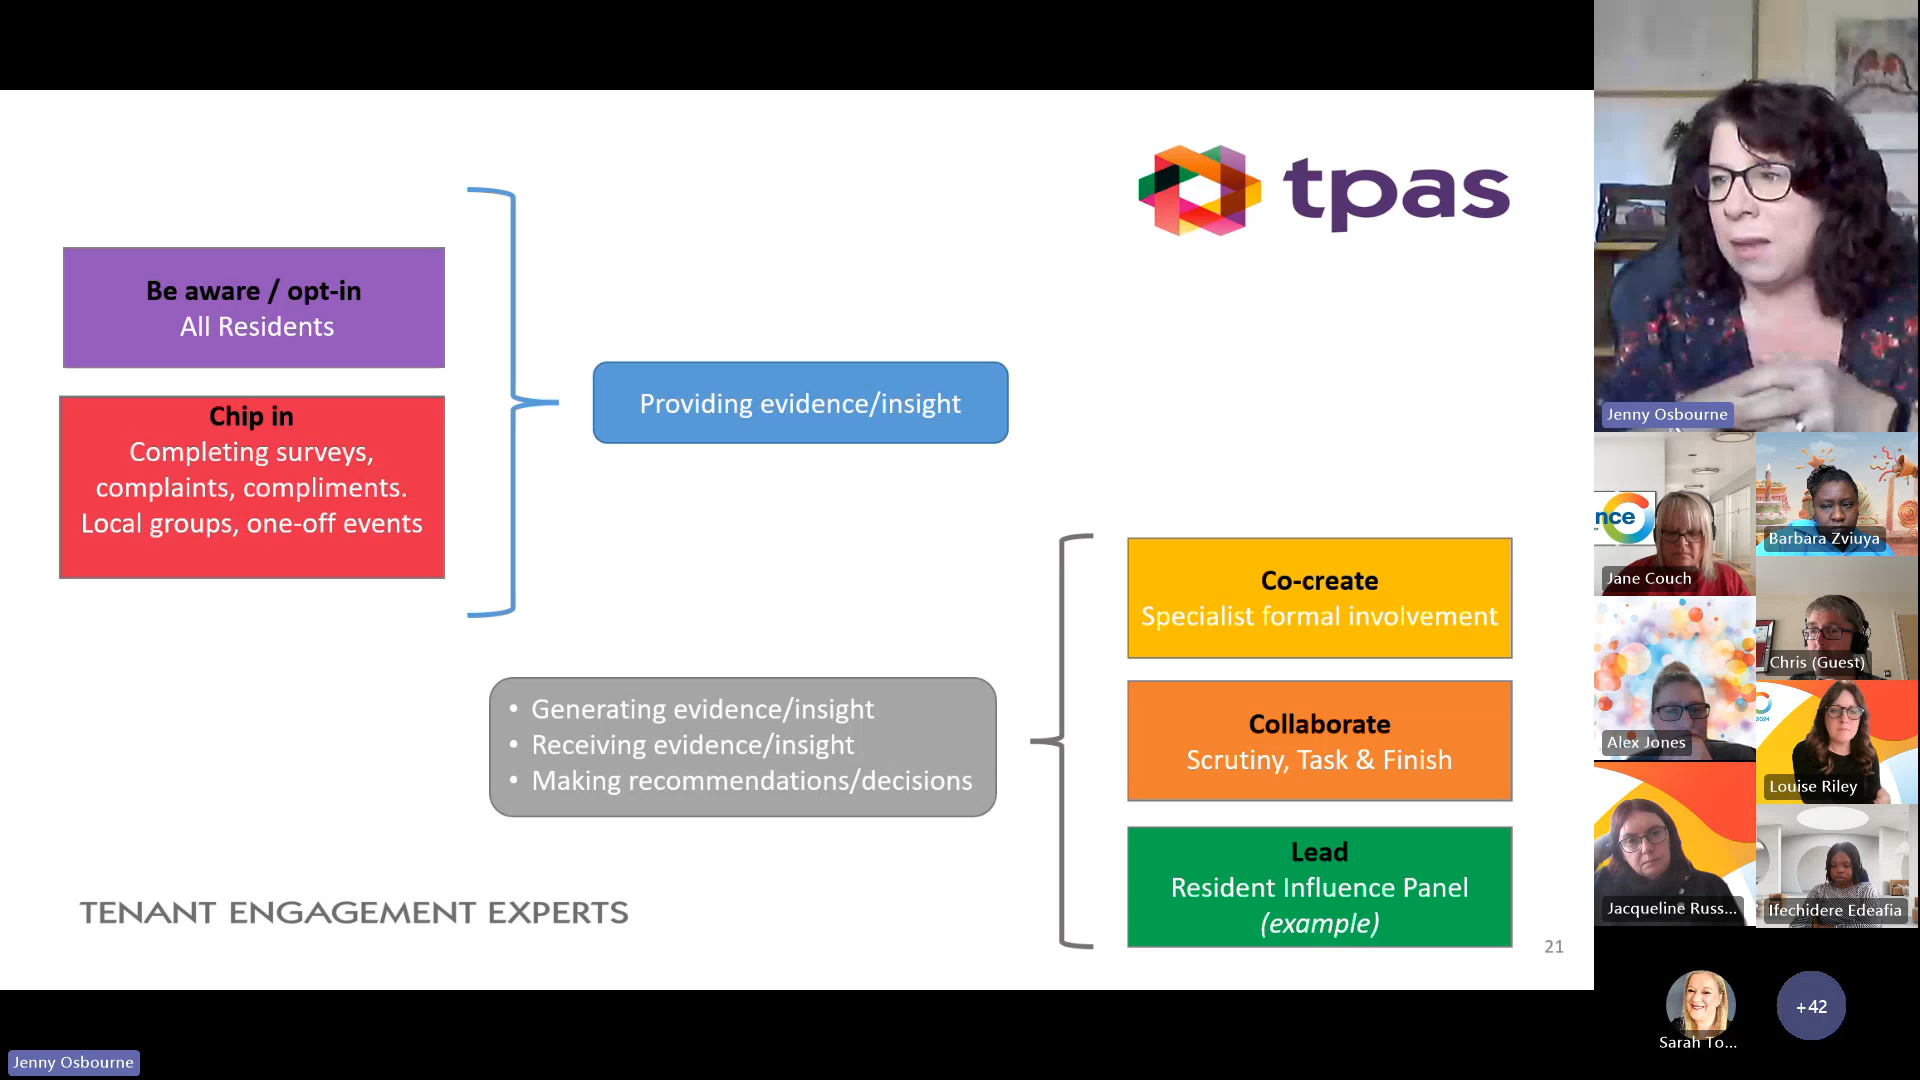 tpas
Be aware / opt-in
All Residents
Chip in
Completing surveys,
complaints, compliments.
Local groups, one-off events
Providing evidence/insight
Co-create
Specialist formal involvement
Collaborate
Scrutiny, Task & Finish
Lead
Resident Influence Panel
(example)
• Generating evidence/insight
• Receiving evidence/insight
• Making recommendations/decisions
TENANT ENGAGEMENT EXPERTS
21
Jenny Osbourne
Jenny Osbourne
nce
Jane Couch
Barbara Zviuya
Chris (Guest)
Alex Jones
2024
Louise Riley
Jacqueline Russ...
Ifechidere Edeafia
Sarah To...
+42